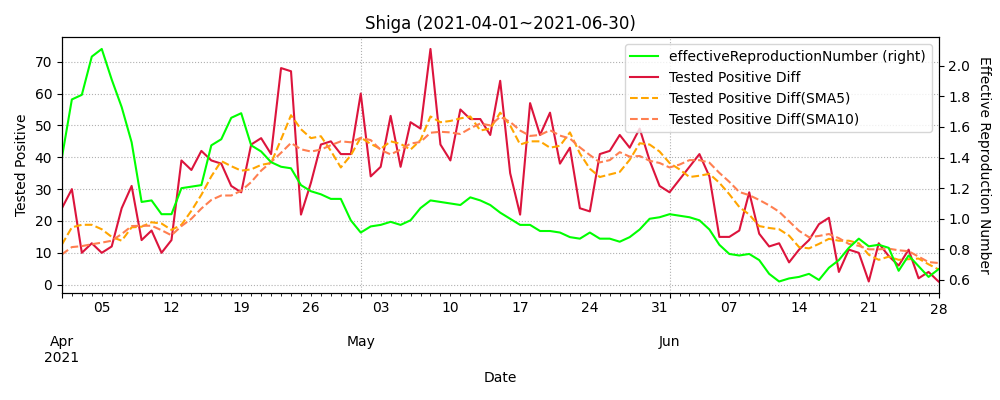 Shiga (2021-04-01~2021-06-30)
effectiveReproductionNumber (right)
Tested Positive Diff
Tested Positive Diff(SMA5)
Tested Positive Diff(SMA10)
Tested Positive
70
60
50
40
30
20
10
0
2.0
1.8
1.6
1.4
1.2
1.0
0.8
0.6
Effective Reproduction Number
05 12 19 26 03 10 17 24 31 07 14 21 28
Apr May Jun
2021
Date